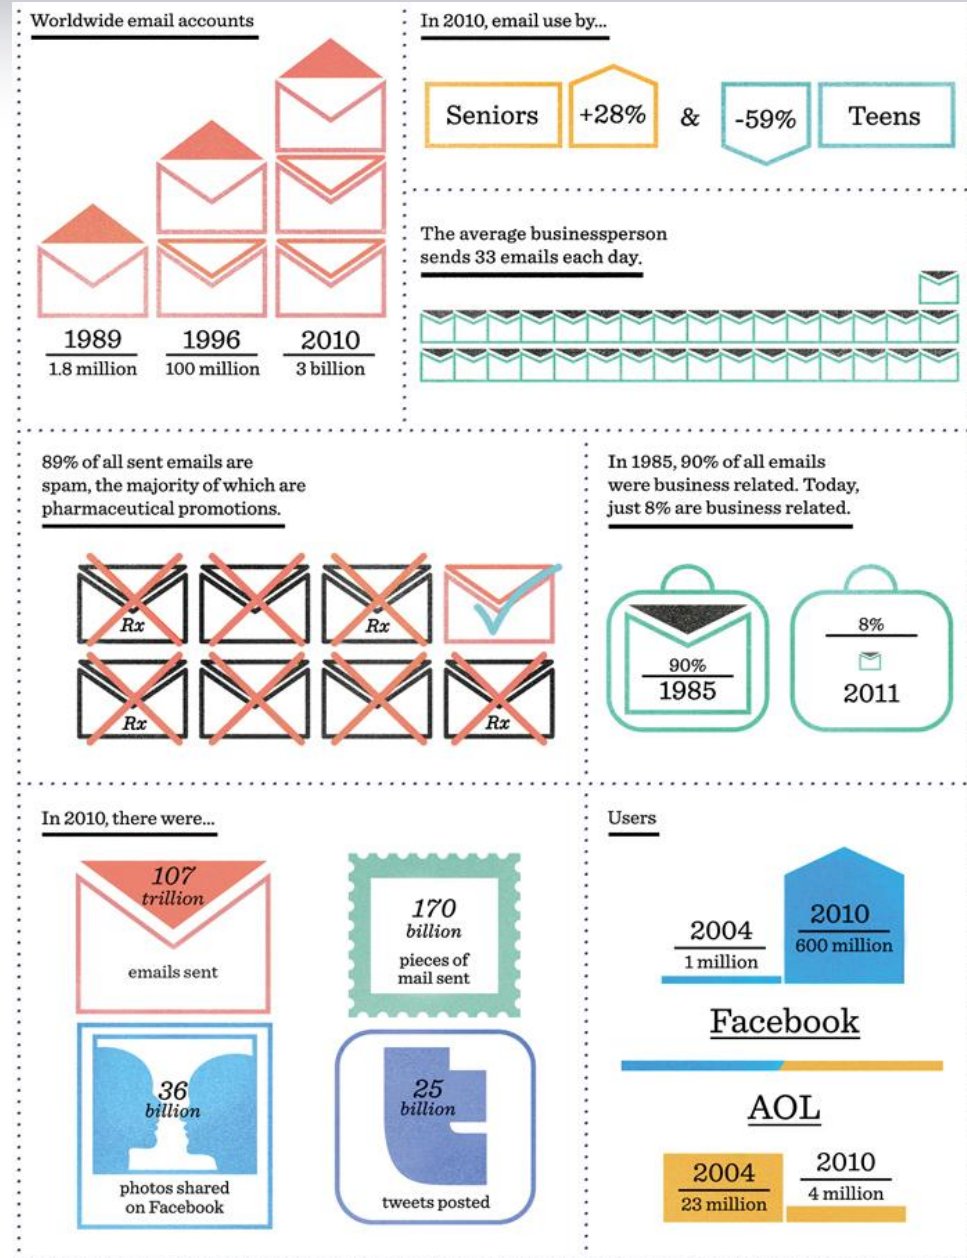 Worldwide email accounts
1989
1.8 million
1996
100 million
2010
3 billion
In 2010, email use by...
Seniors
+28%
&
-59%
Teens
The average businessperson
sends 33 emails each day.
89% of all sent emails are
spam, the majority of which are
pharmaceutical promotions.
Rx
Rx
Rx
Rx
In 1985, 90% of all emails
were business related. Today,
just 8% are business related.
90%
1985
8%
2011
In 2010, there were...
107
trillion
emails sent
170
billion
pieces of
mail sent
36
billion
photos shared
on Facebook
25
billion
tweets posted
Users
2004
1 million
2010
600 million
Facebook
AOL
2004
23 million
2010
4 million